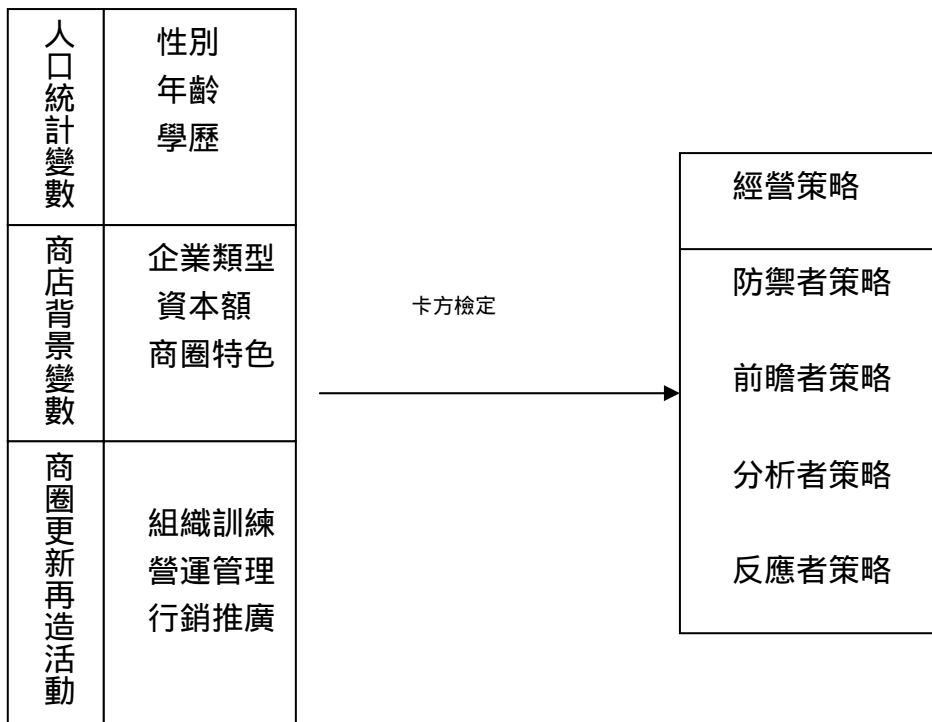 人口統計變數
性別
年齡
學歷
商店背景變數
企業類型
資本額
商圈特色
商圈更新再造活動
組織訓練
營運管理
行銷推廣
卡方檢定
經營策略
防禦者策略
前瞻者策略
分析者策略
反應者策略